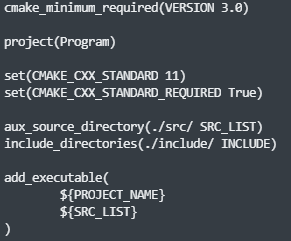 cmake_minimum_required(VERSION 3.0)
project(Program)
set(CMAKE_CXX_STANDARD 11)
set(CMAKE_CXX_STANDARD_REQUIRED True)
aux_source_directory(./src/ SRC_LIST)
include_directories(./include/ INCLUDE)
add_executable(
        ${PROJECT_NAME}
        ${SRC_LIST}
)